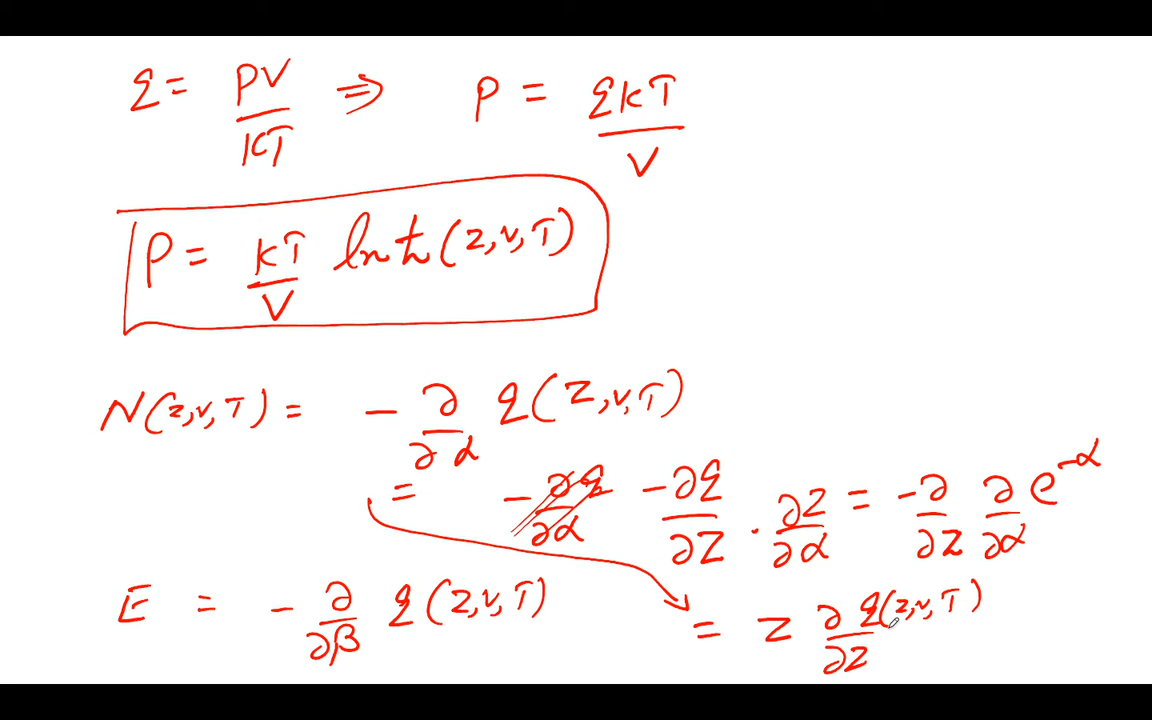 q = PV/KT ⇒ P = qKT/V
P = KT/V ln ℏ(z,v,T)
N(z,v,T) = - ∂/∂α q(z,v,T)
= - ∂q/∂α - ∂q/∂z · ∂z/∂α = -∂/∂z ∂/∂α e^-α
E = - ∂/∂β q(z,v,T)
= z ∂/∂z q(z,v,T)